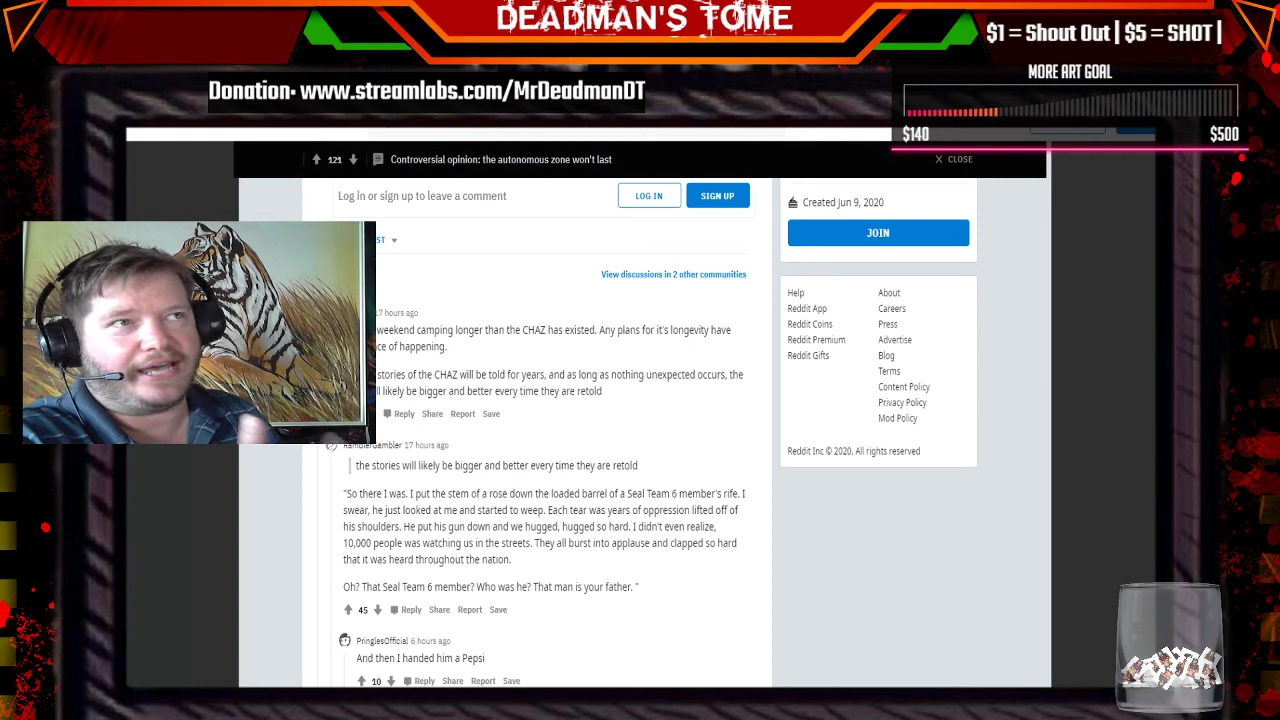 DEADMAN'S TOME
$1 = Shout Out | $5 = SHOT |
MORE ART GOAL
$140 $500
Donation: www.streamlabs.com/MrDeadmanDT
121 Controversial opinion: the autonomous zone won't last X CLOSE
Log in or sign up to leave a comment LOG IN SIGN UP
ST
View discussions in 2 other communities
17 hours ago
weekend camping longer than the CHAZ has existed. Any plans for it's longevity have
ce of happening.
stories of the CHAZ will be told for years, and as long as nothing unexpected occurs, the
ll likely be bigger and better every time they are retold
Reply Share Report Save
RamblerGambler 17 hours ago
the stories will likely be bigger and better every time they are retold
"So there I was. I put the stem of a rose down the loaded barrel of a Seal Team 6 member's rife. I
swear, he just looked at me and started to weep. Each tear was years of oppression lifted off of
his shoulders. He put his gun down and we hugged, hugged so hard. I didn't even realize,
10,000 people was watching us in the streets. They all burst into applause and clapped so hard
that it was heard throughout the nation.
Oh? That Seal Team 6 member? Who was he? That man is your father. "
45 Reply Share Report Save
PringlesOfficial 6 hours ago
And then I handed him a Pepsi
10 Reply Share Report Save
Created Jun 9, 2020
JOIN
Help About
Reddit App Careers
Reddit Coins Press
Reddit Premium Advertise
Reddit Gifts Blog
Terms
Content Policy
Privacy Policy
Mod Policy
Reddit Inc © 2020. All rights reserved